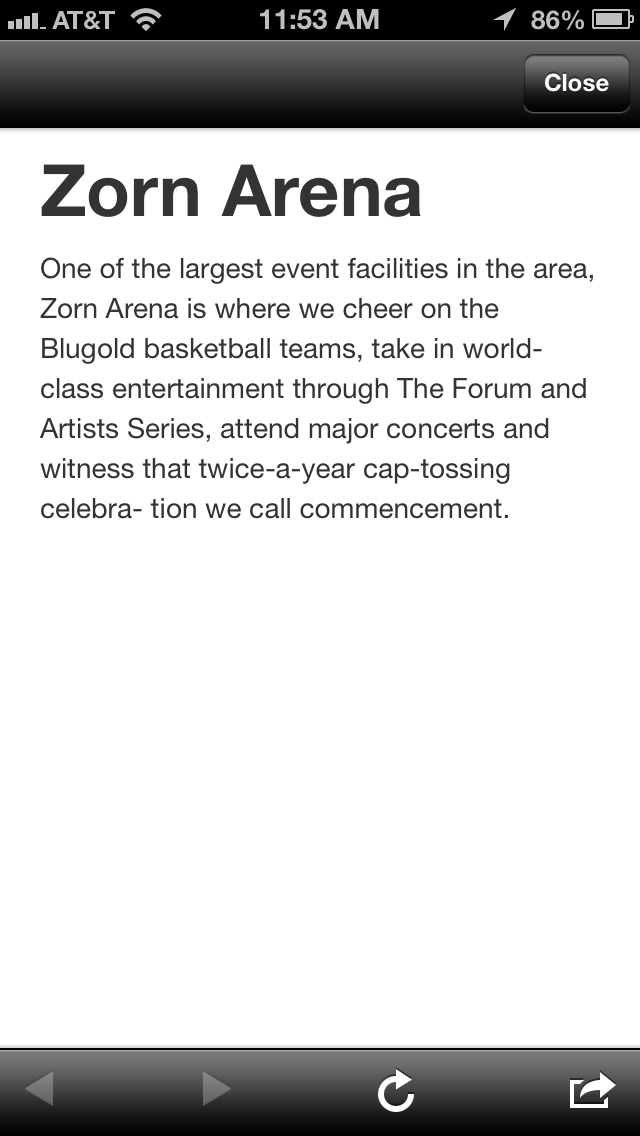 AT&T 11:53 AM 86%
Close
Zorn Arena
One of the largest event facilities in the area,
Zorn Arena is where we cheer on the
Blugold basketball teams, take in world-
class entertainment through The Forum and
Artists Series, attend major concerts and
witness that twice-a-year cap-tossing
celebra- tion we call commencement.